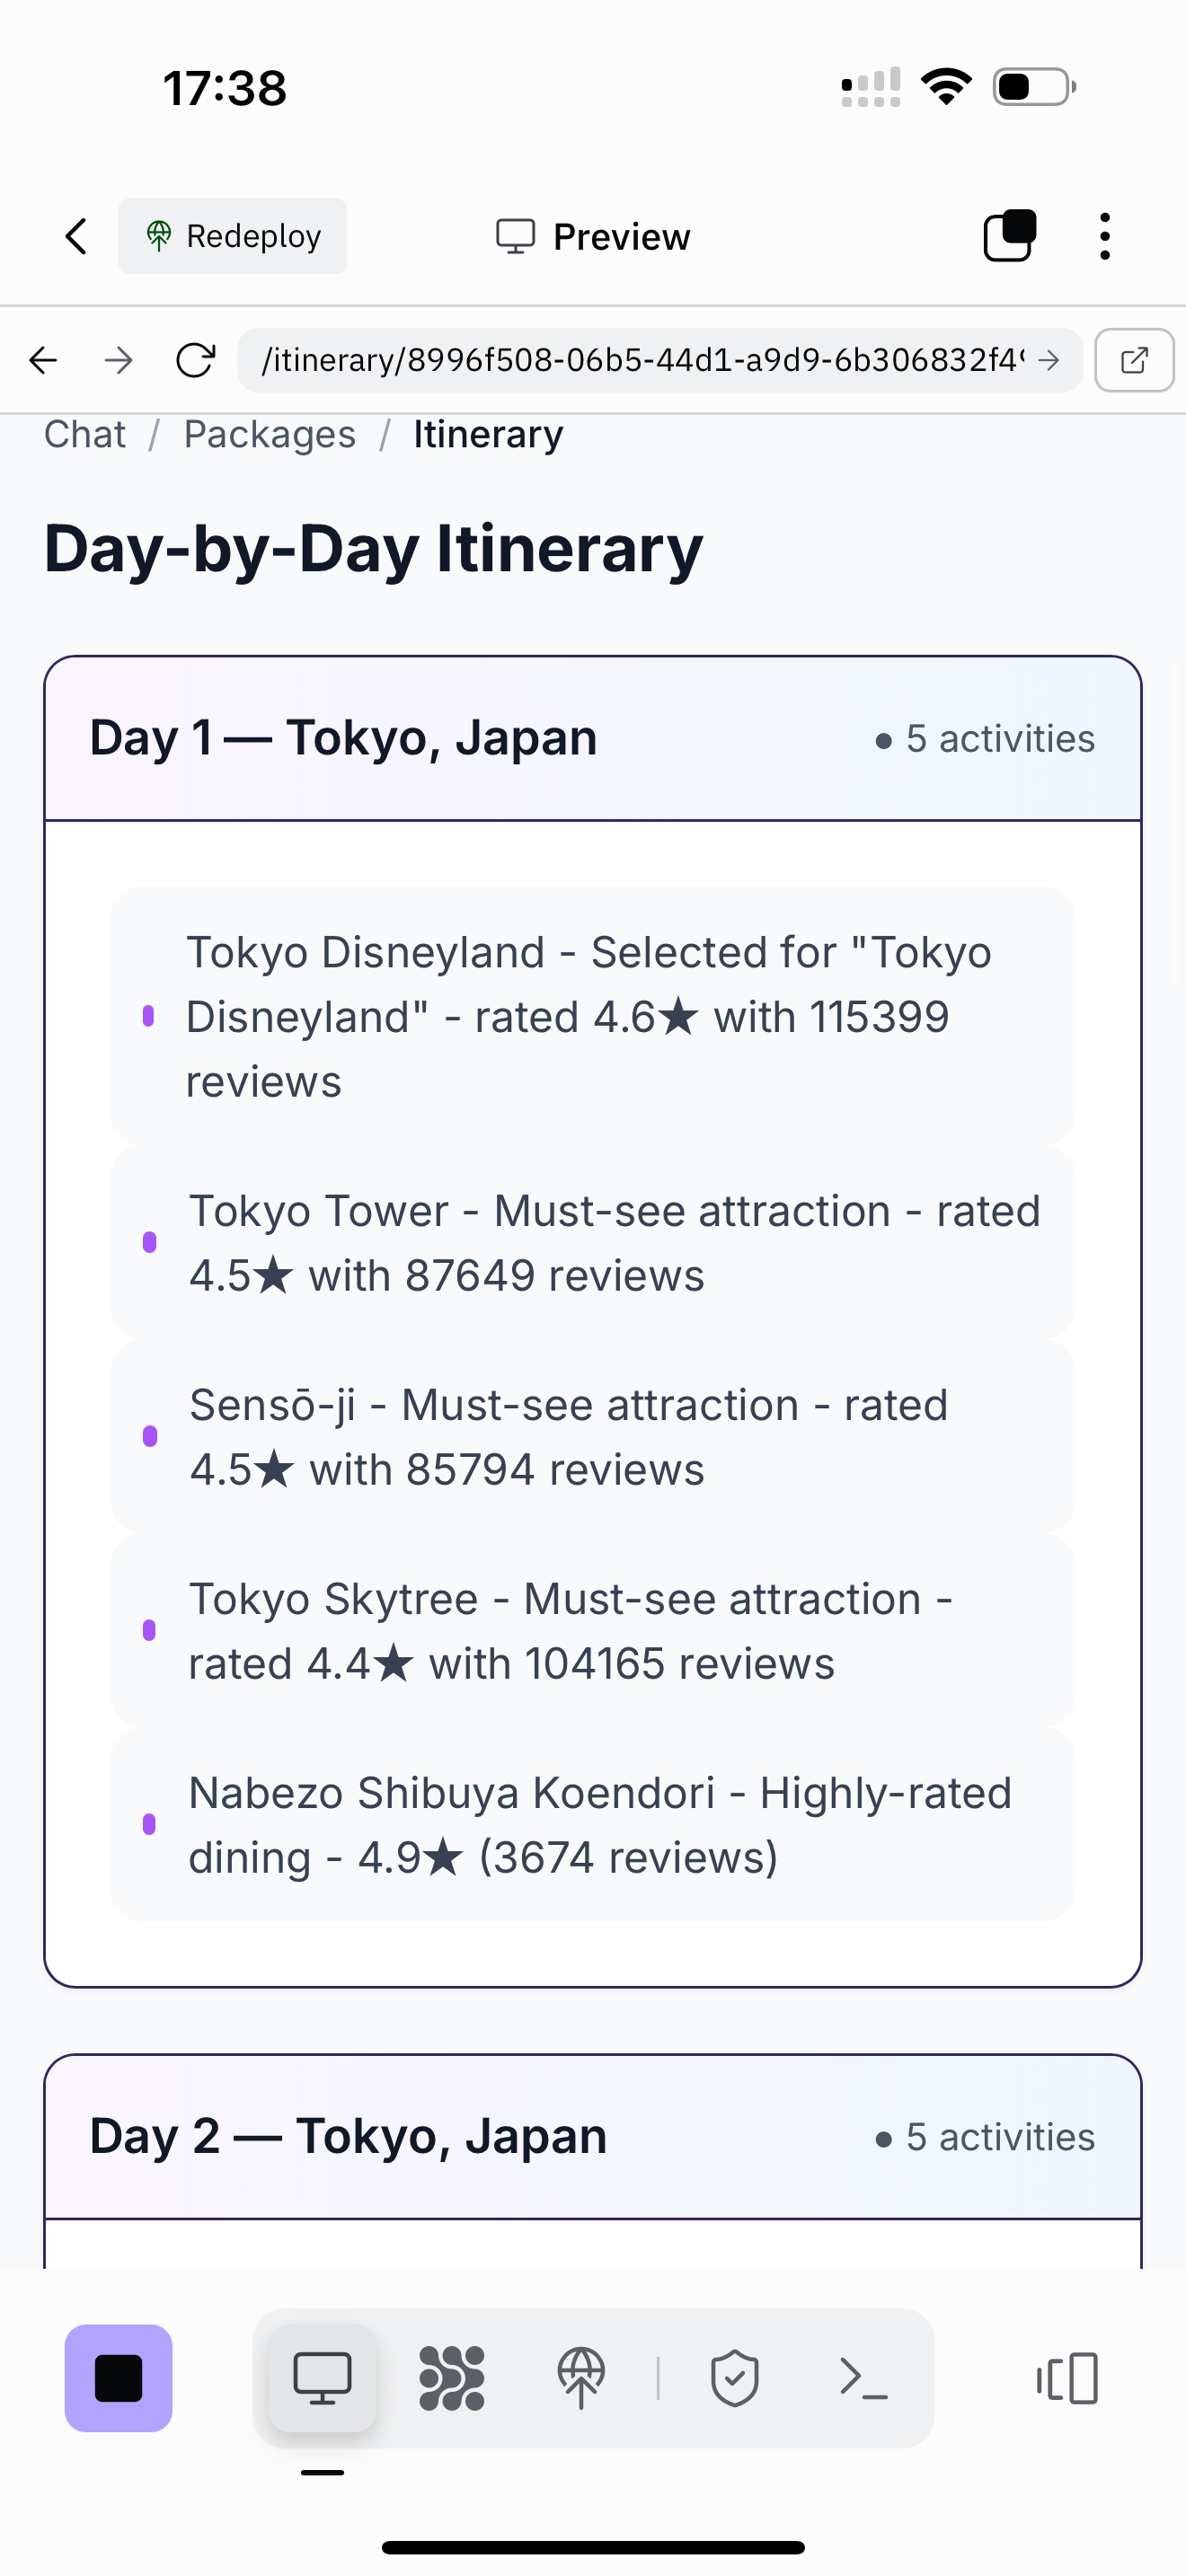 17:38
Redeploy
Preview
/itinerary/8996f508-06b5-44d1-a9d9-6b306832f4
Chat / Packages / Itinerary
Day-by-Day Itinerary
Day 1 — Tokyo, Japan
● 5 activities
Tokyo Disneyland - Selected for "Tokyo
Disneyland" - rated 4.6★ with 115399
reviews
Tokyo Tower - Must-see attraction - rated
4.5★ with 87649 reviews
Sensō-ji - Must-see attraction - rated
4.5★ with 85794 reviews
Tokyo Skytree - Must-see attraction -
rated 4.4★ with 104165 reviews
Nabezo Shibuya Koendori - Highly-rated
dining - 4.9★ (3674 reviews)
Day 2 — Tokyo, Japan
● 5 activities